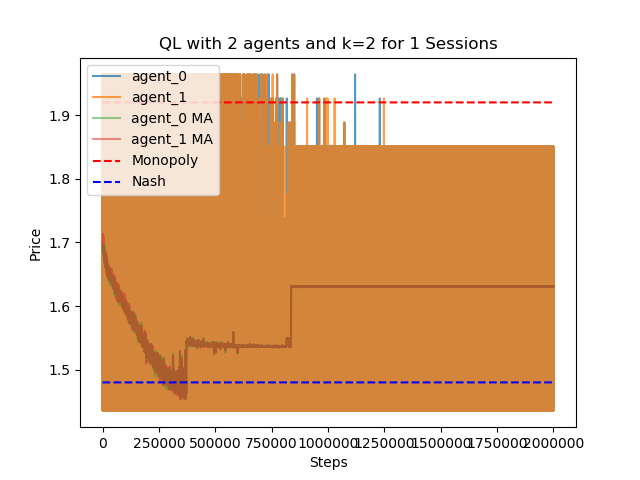 QL with 2 agents and k=2 for 1 Sessions
agent_0
agent_1
agent_0 MA
agent_1 MA
Monopoly
Nash
Price
1.9
1.8
1.7
1.6
1.5
0 250000 500000 750000 1000000 1250000 1500000 1750000 2000000
Steps